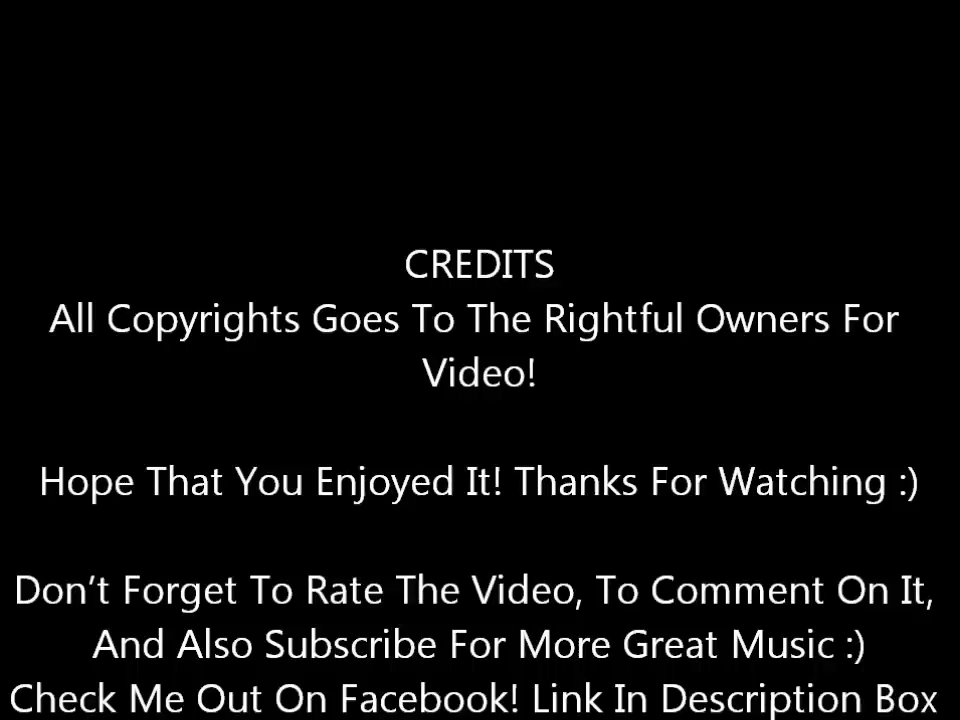 CREDITS
All Copyrights Goes To The Rightful Owners For
Video!
Hope That You Enjoyed It! Thanks For Watching :)
Don’t Forget To Rate The Video, To Comment On It,
And Also Subscribe For More Great Music :)
Check Me Out On Facebook! Link In Description Box